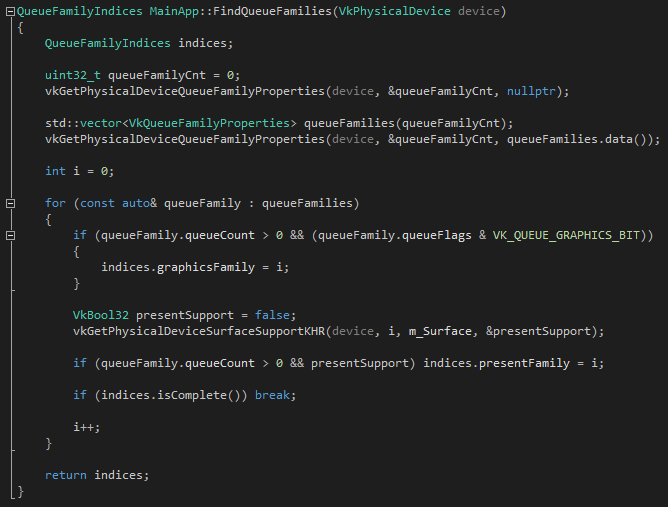 QueueFamilyIndices MainApp::FindQueueFamilies(VkPhysicalDevice device)
{
    QueueFamilyIndices indices;

    uint32_t queueFamilyCnt = 0;
    vkGetPhysicalDeviceQueueFamilyProperties(device, &queueFamilyCnt, nullptr);

    std::vector<VkQueueFamilyProperties> queueFamilies(queueFamilyCnt);
    vkGetPhysicalDeviceQueueFamilyProperties(device, &queueFamilyCnt, queueFamilies.data());

    int i = 0;

    for (const auto& queueFamily : queueFamilies)
    {
        if (queueFamily.queueCount > 0 && (queueFamily.queueFlags & VK_QUEUE_GRAPHICS_BIT))
        {
            indices.graphicsFamily = i;
        }

        VkBool32 presentSupport = false;
        vkGetPhysicalDeviceSurfaceSupportKHR(device, i, m_Surface, &presentSupport);

        if (queueFamily.queueCount > 0 && presentSupport) indices.presentFamily = i;

        if (indices.isComplete()) break;

        i++;
    }

    return indices;
}